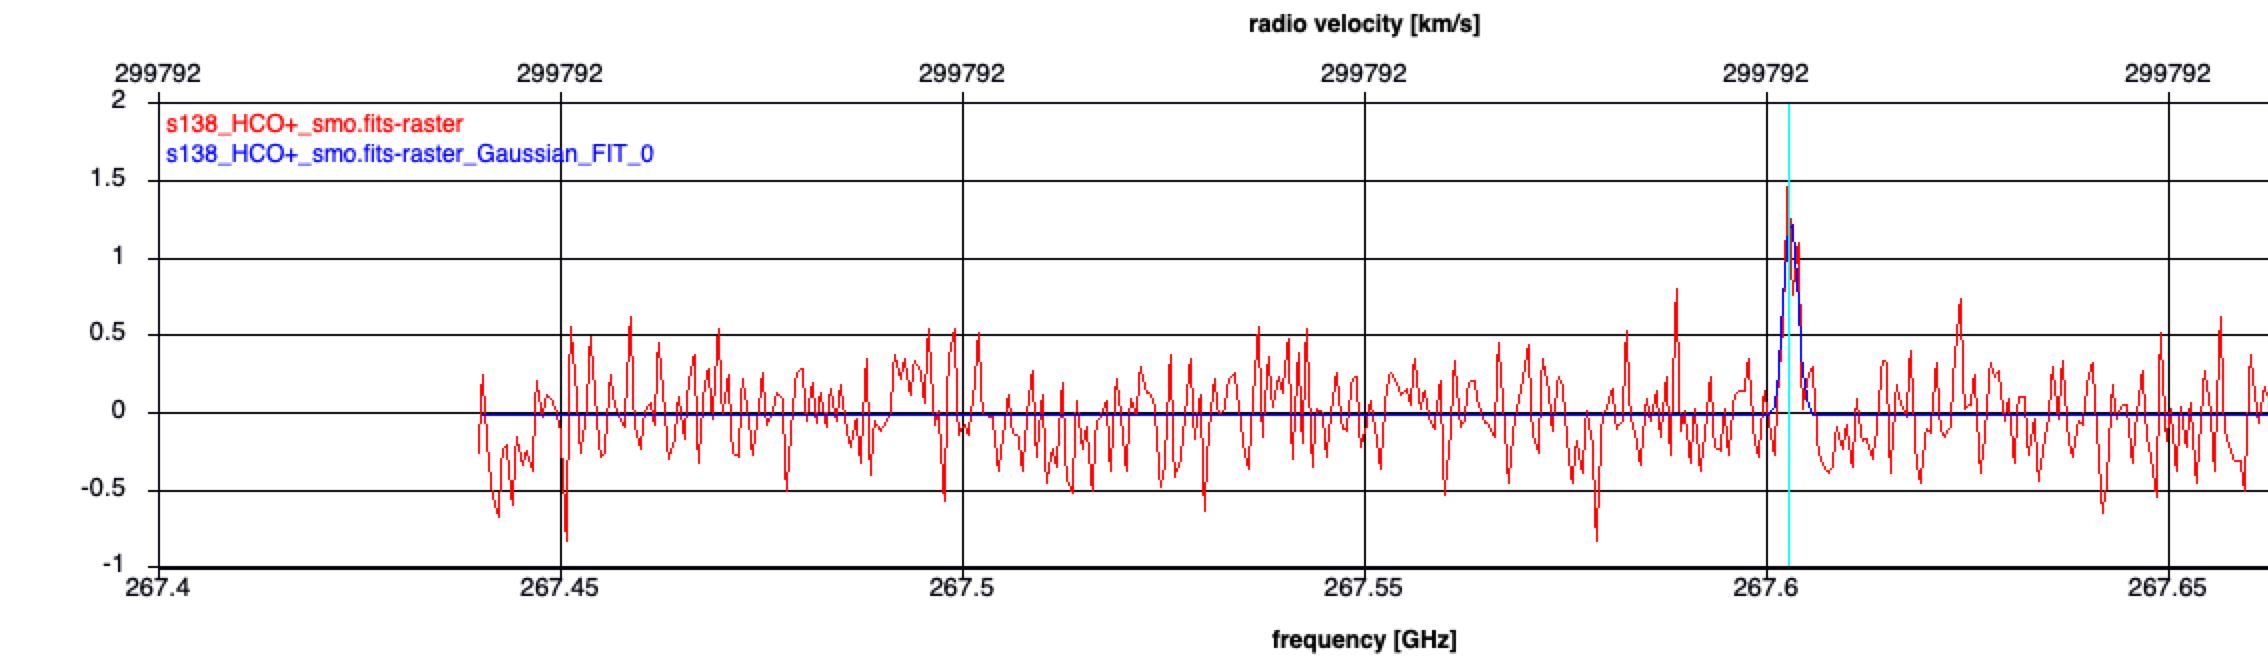 radio velocity [km/s]
299792 299792 299792 299792 299792 299792
2
s138_HCO+_smo.fits-raster
s138_HCO+_smo.fits-raster_Gaussian_FIT_0
1.5
1
0.5
0
-0.5
-1
267.4 267.45 267.5 267.55 267.6 267.65
frequency [GHz]